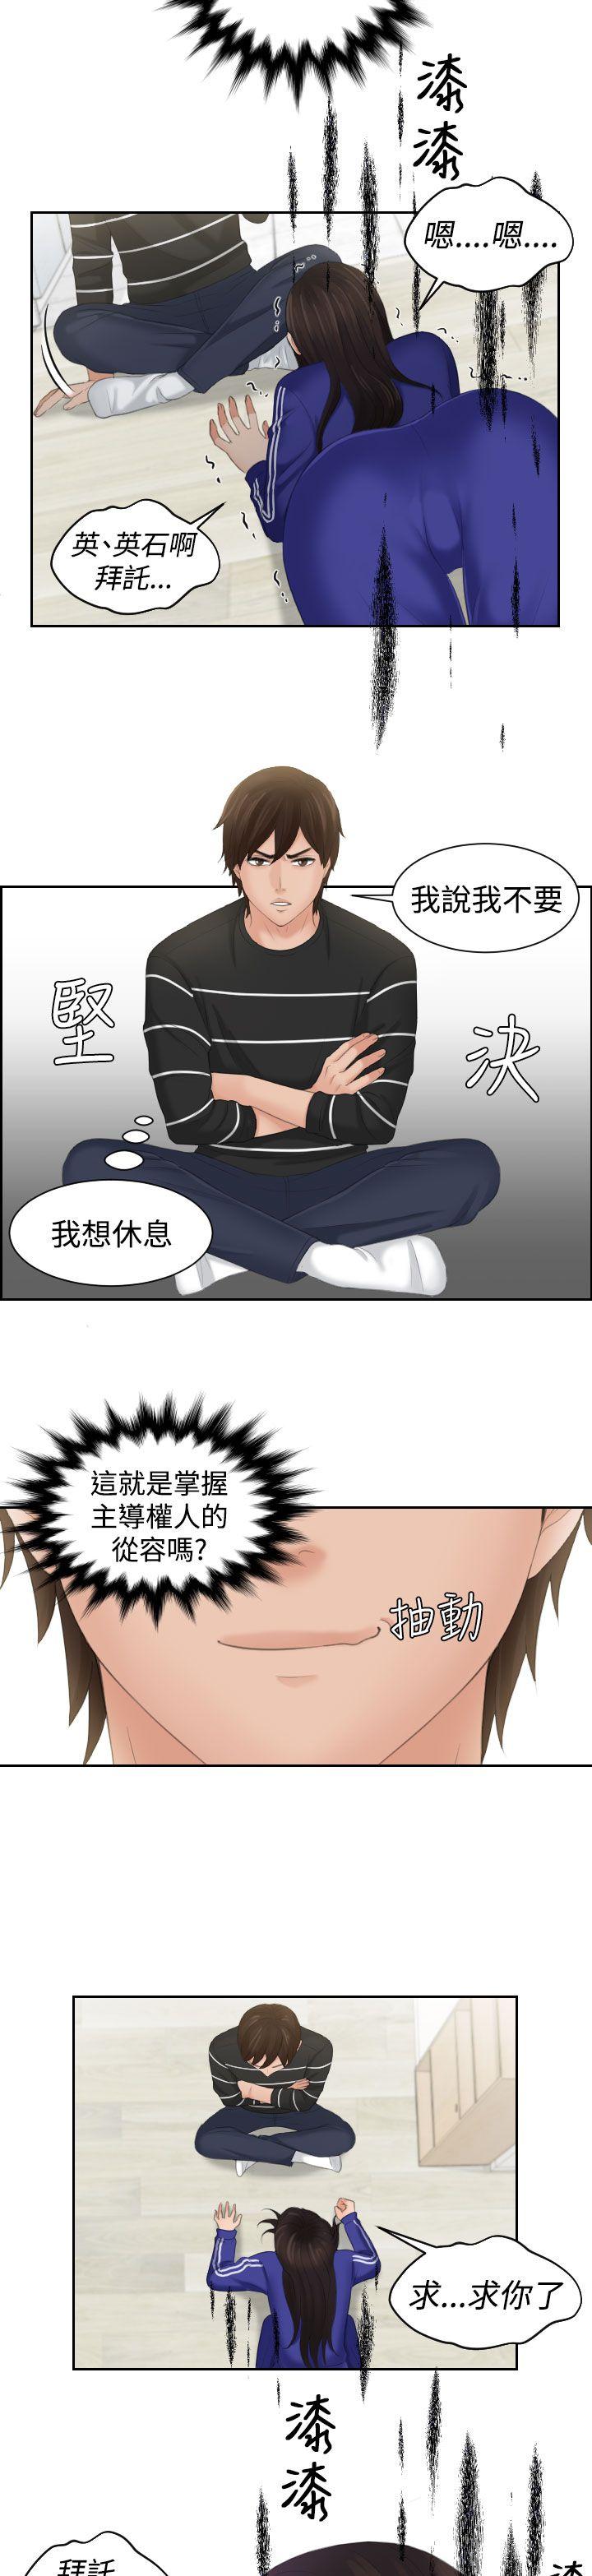 漆
漆
嗯....嗯....
英、英石啊
拜託...
我說我不要
堅
決
我想休息
這就是掌握
主導權人的
從容嗎?
抽動
求...求你了
漆
漆
拜託